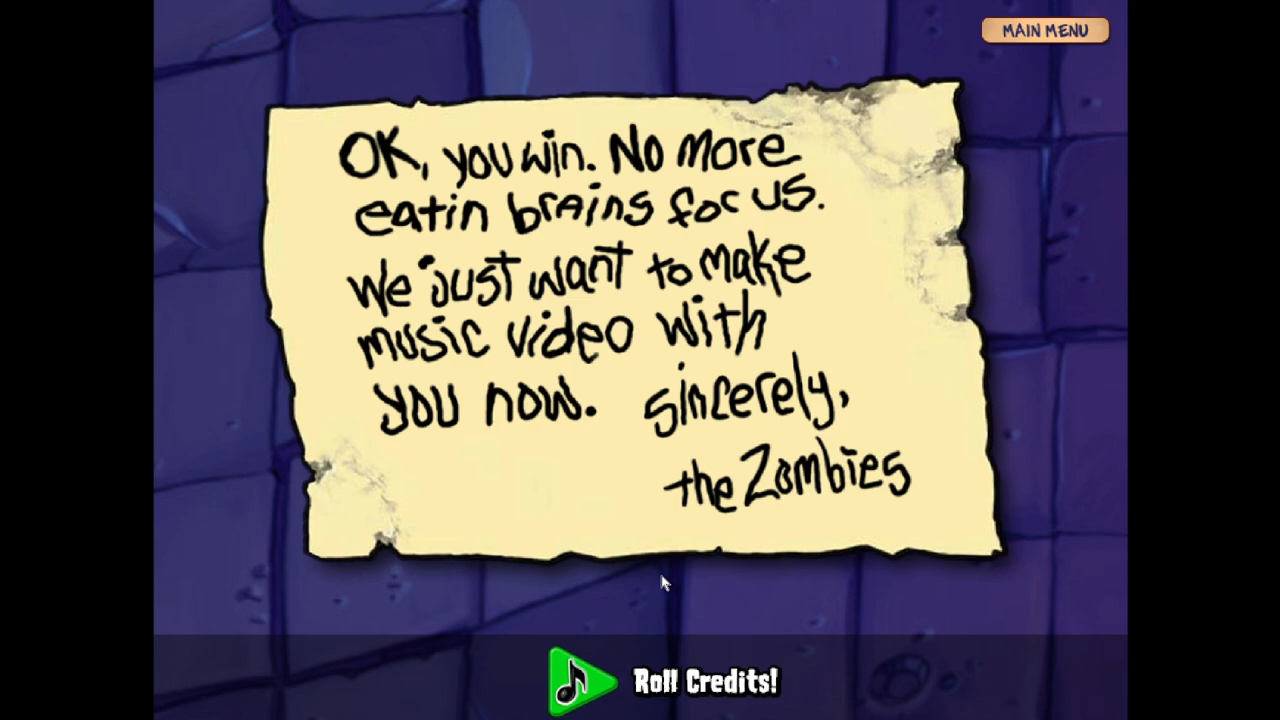 MAIN MENU
OK, you win. No more
eatin brains for us.
We just want to make
music video with
you now. sincerely,
the Zombies
Roll Credits!